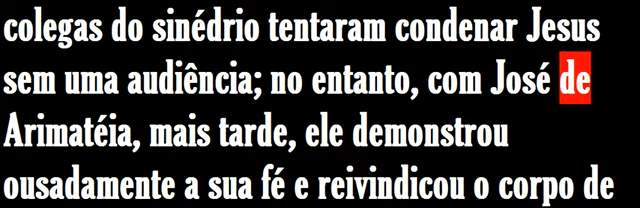 colegas do sinédrio tentaram condenar Jesus
sem uma audiência; no entanto, com José de
Arimatéia, mais tarde, ele demonstrou
ousadamente a sua fé e reivindicou o corpo de